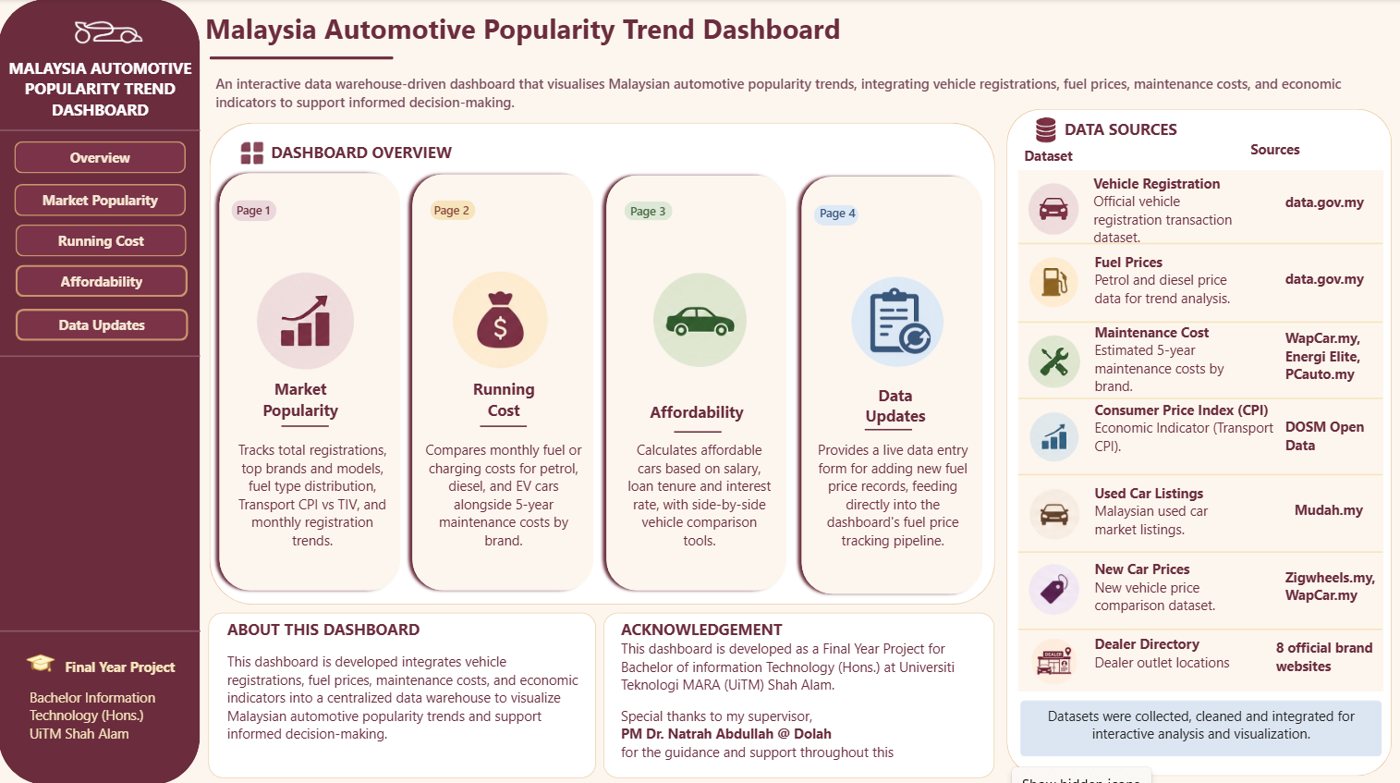 MALAYSIA AUTOMOTIVE
POPULARITY TREND
DASHBOARD
Overview
Market Popularity
Running Cost
Affordability
Data Updates
Final Year Project
Bachelor Information
Technology (Hons.)
UiTM Shah Alam
Malaysia Automotive Popularity Trend Dashboard
An interactive data warehouse-driven dashboard that visualises Malaysian automotive popularity trends, integrating vehicle registrations, fuel prices, maintenance costs, and economic
indicators to support informed decision-making.
DASHBOARD OVERVIEW
Page 1
Market
Popularity
Tracks total registrations,
top brands and models,
fuel type distribution,
Transport CPI vs TIV, and
monthly registration
trends.
Page 2
$
Running
Cost
Compares monthly fuel or
charging costs for petrol,
diesel, and EV cars
alongside 5-year
maintenance costs by
brand.
Page 3
Affordability
Calculates affordable
cars based on salary,
loan tenure and interest
rate, with side-by-side
vehicle comparison
tools.
Page 4
Data
Updates
Provides a live data entry
form for adding new fuel
price records, feeding
directly into the
dashboard's fuel price
tracking pipeline.
ABOUT THIS DASHBOARD
This dashboard is developed integrates vehicle
registrations, fuel prices, maintenance costs, and economic
indicators into a centralized data warehouse to visualize
Malaysian automotive popularity trends and support
informed decision-making.
ACKNOWLEDGEMENT
This dashboard is developed as a Final Year Project for
Bachelor of information Technology (Hons.) at Universiti
Teknologi MARA (UiTM) Shah Alam.
Special thanks to my supervisor,
PM Dr. Natrah Abdullah @ Dolah
for the guidance and support throughout this
DATA SOURCES
Dataset
Sources
Vehicle Registration
Official vehicle
registration transaction
dataset.
data.gov.my
Fuel Prices
Petrol and diesel price
data for trend analysis.
data.gov.my
Maintenance Cost
Estimated 5-year
maintenance costs by
brand.
WapCar.my,
Energi Elite,
PCauto.my
Consumer Price Index (CPI)
Economic Indicator (Transport
CPI).
DOSM Open
Data
Used Car Listings
Malaysian used car
market listings.
Mudah.my
New Car Prices
New vehicle price
comparison dataset.
Zigwheels.my,
WapCar.my
DEALER
Dealer Directory
Dealer outlet locations
8 official brand
websites
Datasets were collected, cleaned and integrated for
interactive analysis and visualization.
Show hidden icons